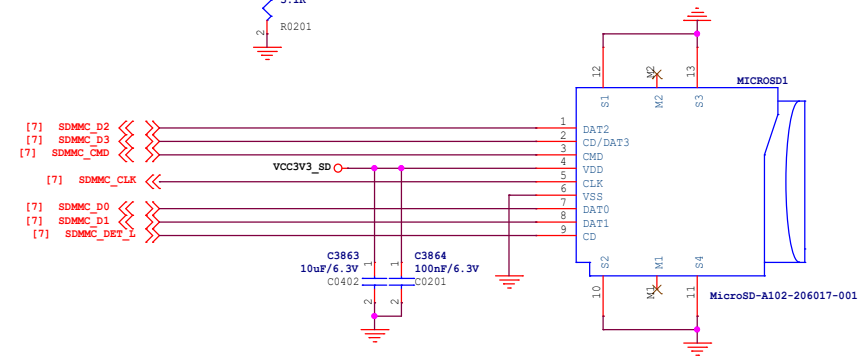 2 R0201
12 M2 13
MICROSD1
S1 M2 S3
[7] SDMMC_D2 1 DAT2
[7] SDMMC_D3 2 CD/DAT3
[7] SDMMC_CMD 3 CMD
VCC3V3_SD 4 VDD
[7] SDMMC_CLK 5 CLK
6 VSS
[7] SDMMC_D0 7 DAT0
[7] SDMMC_D1 8 DAT1
[7] SDMMC_DET_L 9 CD
C3863 C3864
1 1
10uF/6.3V 100nF/6.3V
C0402 C0201
2 2
S2 M1 S4
10 M1 11
MicroSD-A102-206017-001